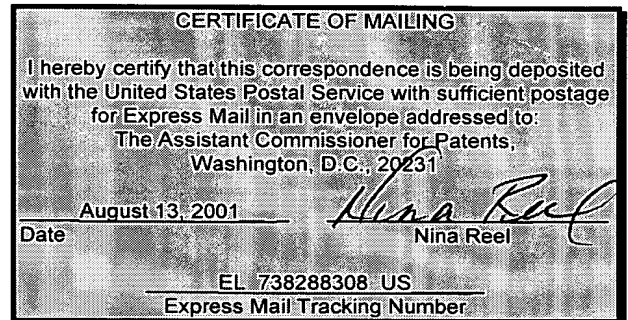 CERTIFICATE OF MAILING
I hereby certify that this correspondence is being deposited
with the United States Postal Service with sufficient postage
for Express Mail in an envelope addressed to:
The Assistant Commissioner for Patents,
Washington, D.C., 20231
August 13, 2001 Nina Reel
Date Nina Reel
EL 738288308 US
Express Mail Tracking Number